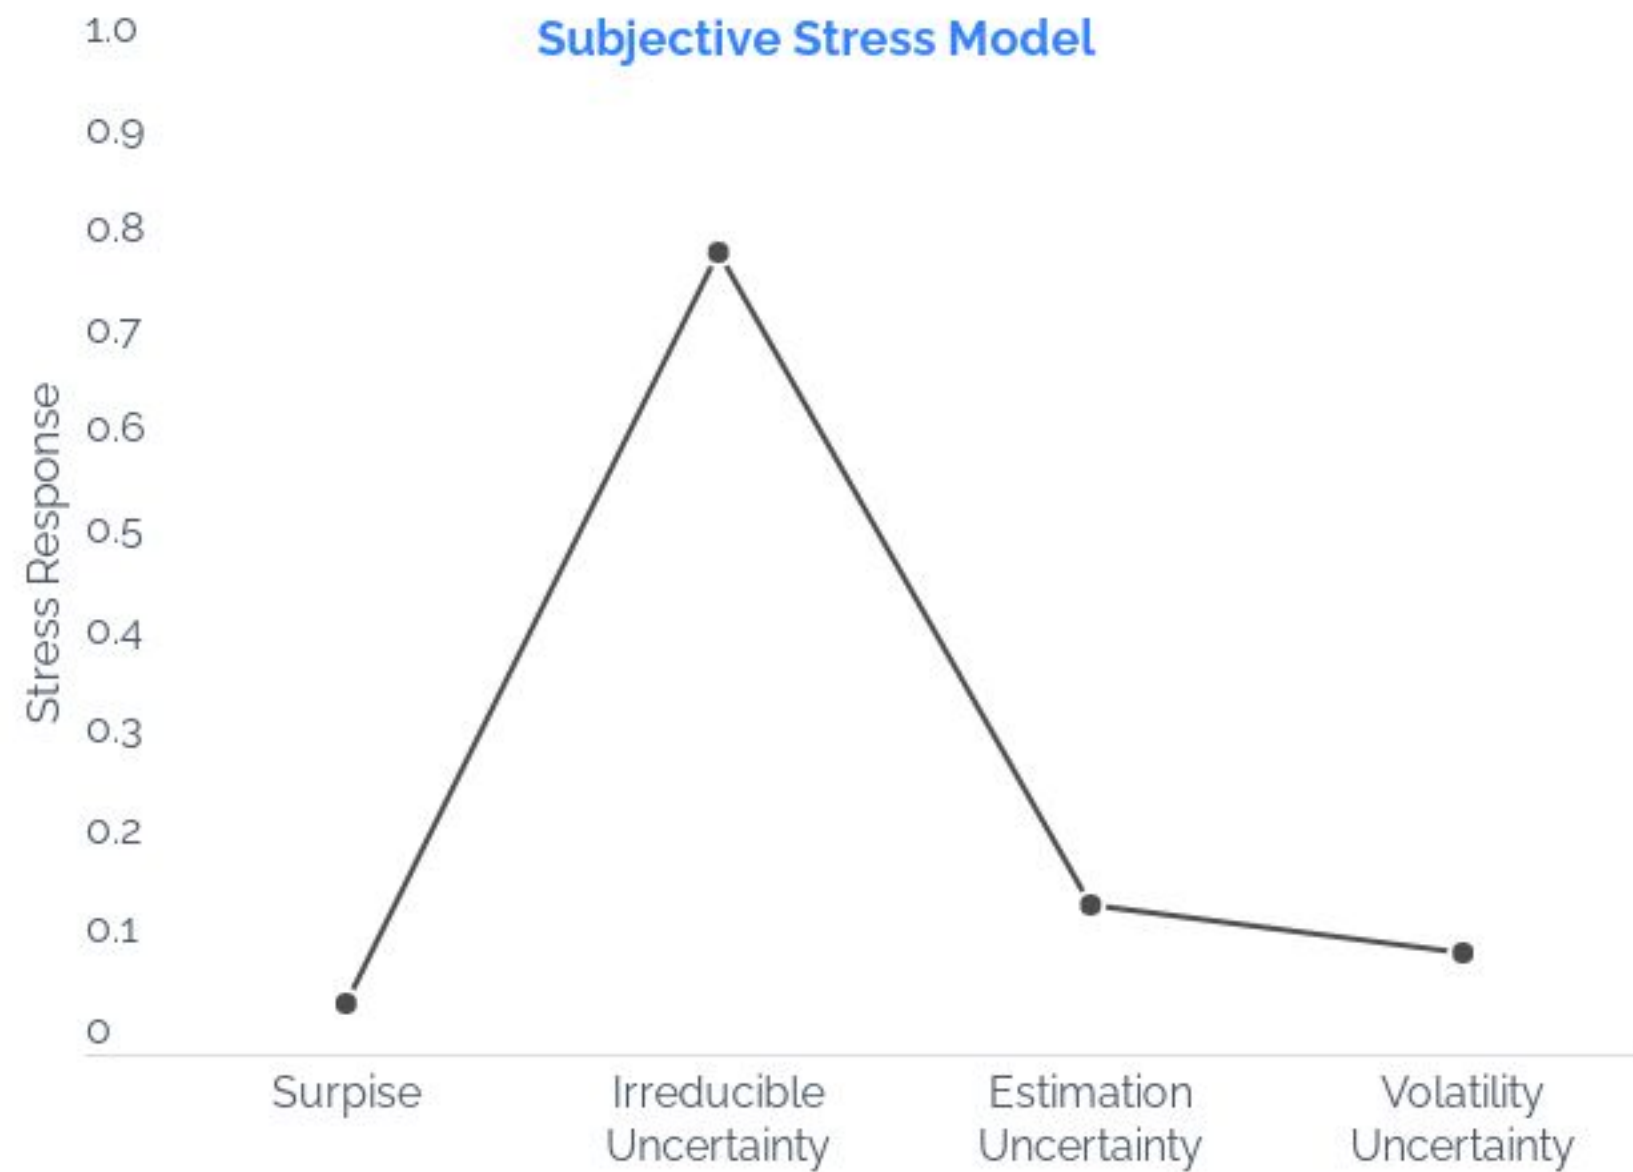 Subjective Stress Model
1.0
0.9
0.8
0.7
0.6
0.5
0.4
0.3
0.2
0.1
0
Stress Response
Surpise
Irreducible
Uncertainty
Estimation
Uncertainty
Volatility
Uncertainty